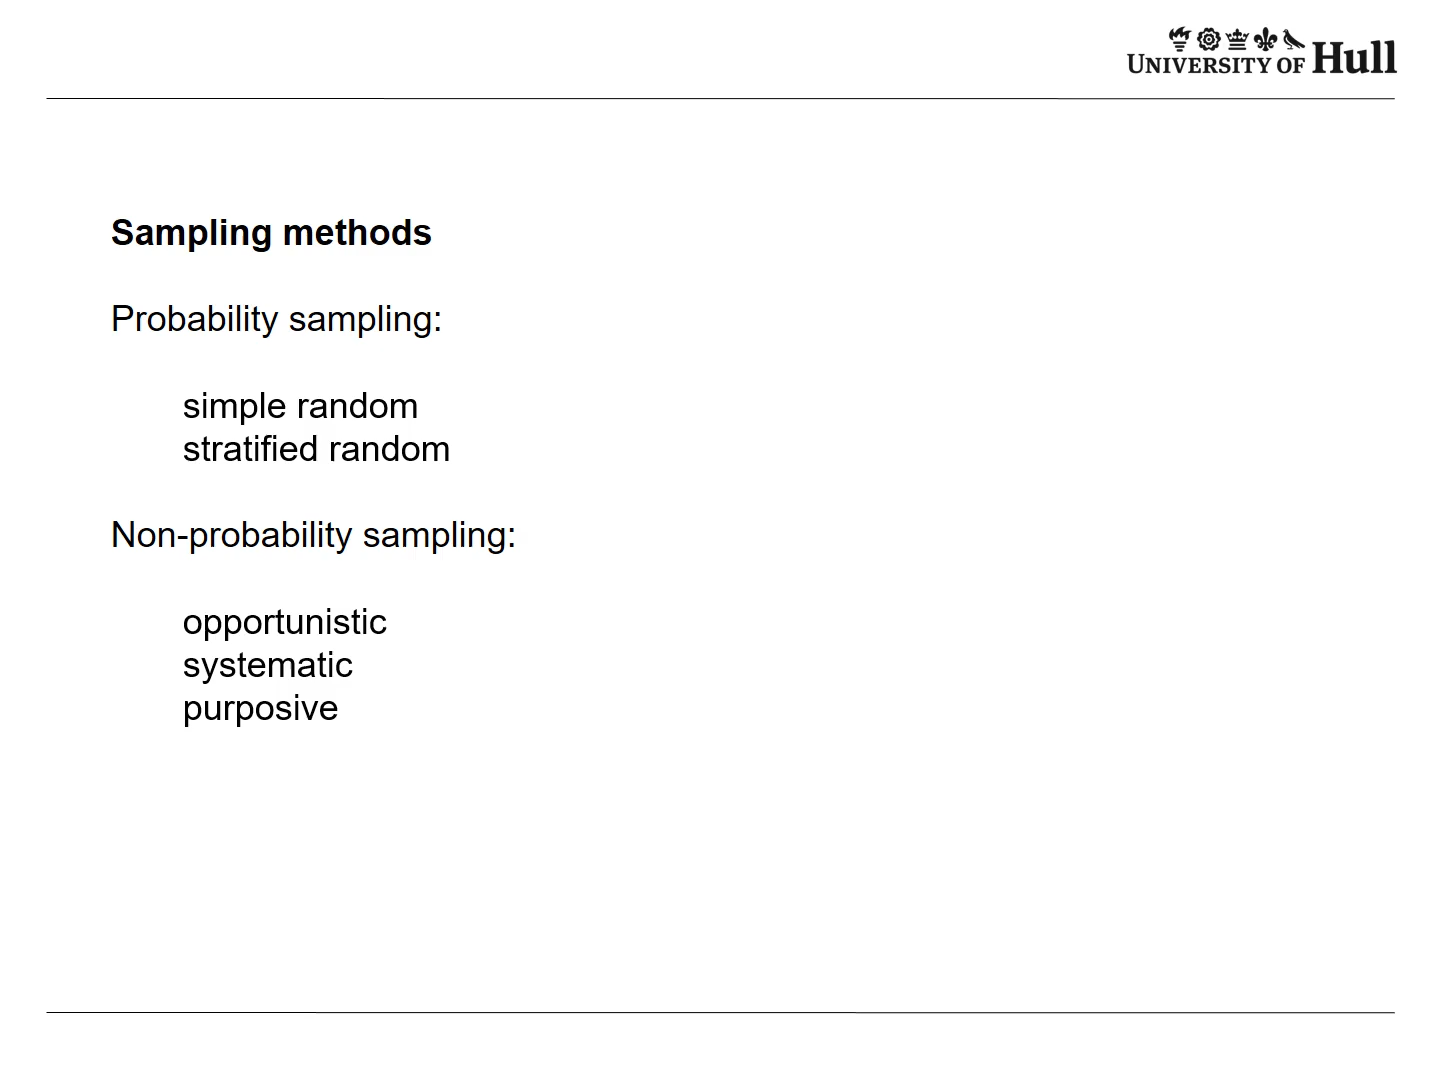 UNIVERSITY OF Hull
Sampling methods
Probability sampling:
simple random
stratified random
Non-probability sampling:
opportunistic
systematic
purposive